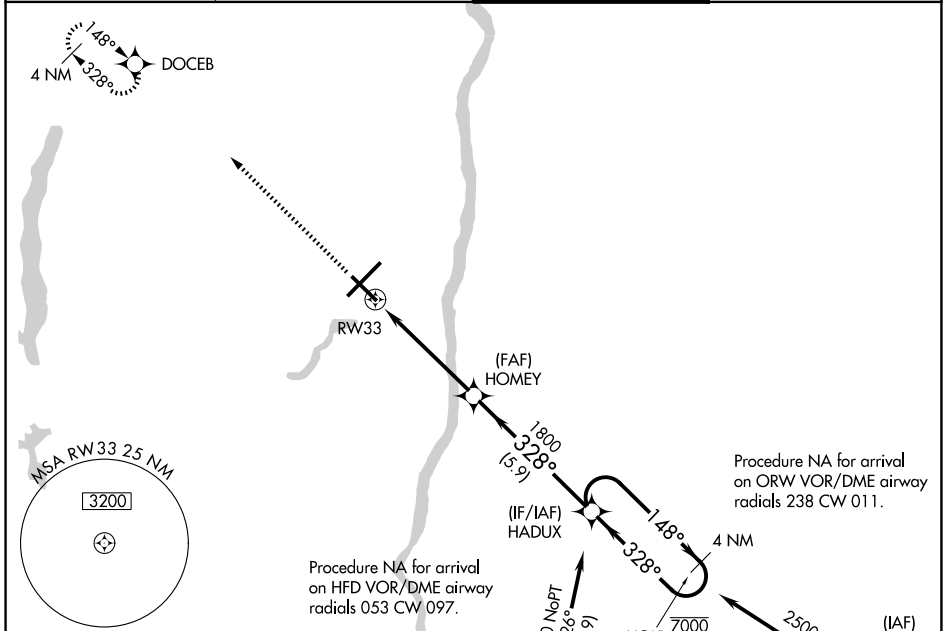 148°
328°
4 NM
DOCEB
RW33
(FAF)
HOMEY
1800
328°
(5.9)
MSA RW33 25 NM
3200
(IF/IAF)
HADUX
148°
328°
4 NM
Procedure NA for arrival
on ORW VOR/DME airway
radials 238 CW 011.
Procedure NA for arrival
on HFD VOR/DME airway
radials 053 CW 097.
NoPT
7000
2500
(IAF)